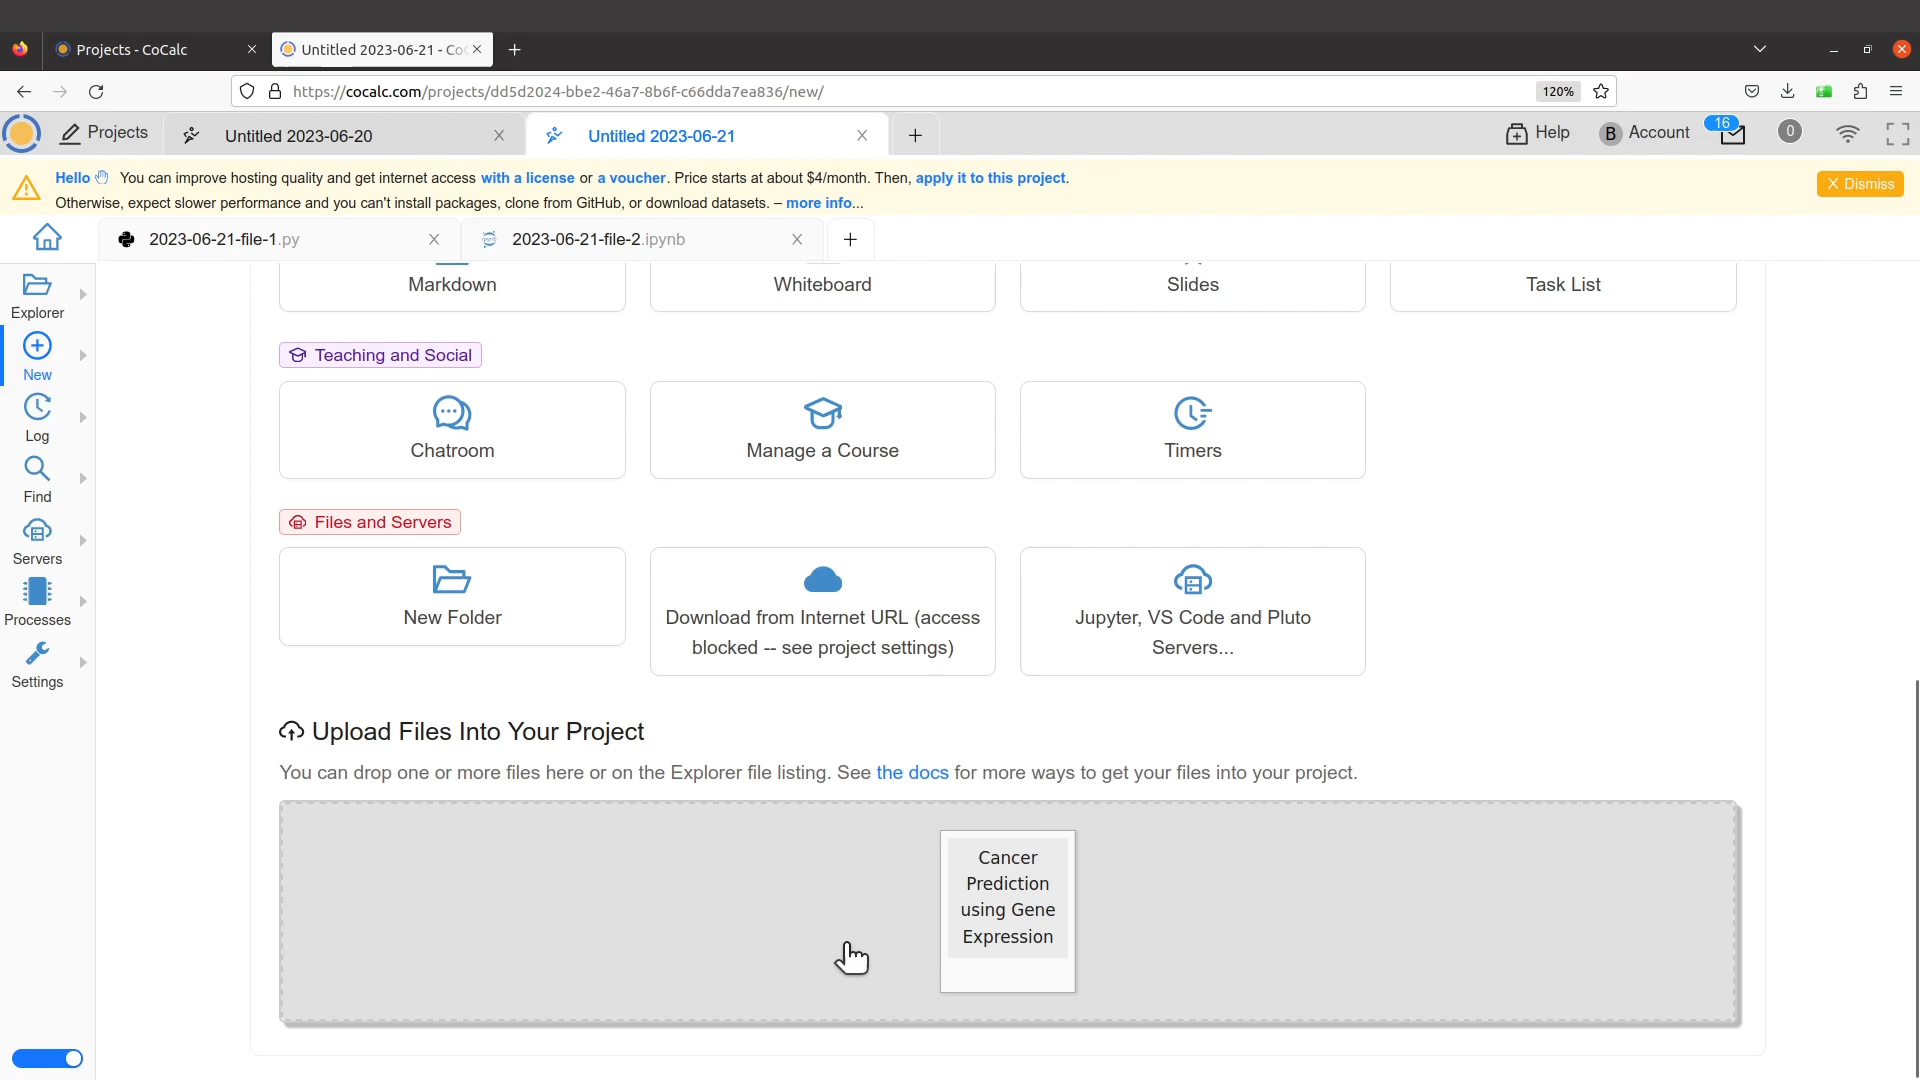 Projects - CoCalc
Untitled 2023-06-21 - Co
https://cocalc.com/projects/dd5d2024-bbe2-46a7-8b6f-c66dda7ea836/new/
120%
Projects
Untitled 2023-06-20
Untitled 2023-06-21
Help
B Account
16
0
Hello You can improve hosting quality and get internet access with a license or a voucher. Price starts at about $4/month. Then, apply it to this project.
Otherwise, expect slower performance and you can't install packages, clone from GitHub, or download datasets. – more info...
Dismiss
2023-06-21-file-1.py
2023-06-21-file-2.ipynb
Explorer
New
Log
Find
Servers
Processes
Settings
Markdown
Whiteboard
Slides
Task List
Teaching and Social
Chatroom
Manage a Course
Timers
Files and Servers
New Folder
Download from Internet URL (access
blocked -- see project settings)
Jupyter, VS Code and Pluto
Servers...
Upload Files Into Your Project
You can drop one or more files here or on the Explorer file listing. See the docs for more ways to get your files into your project.
Cancer
Prediction
using Gene
Expression